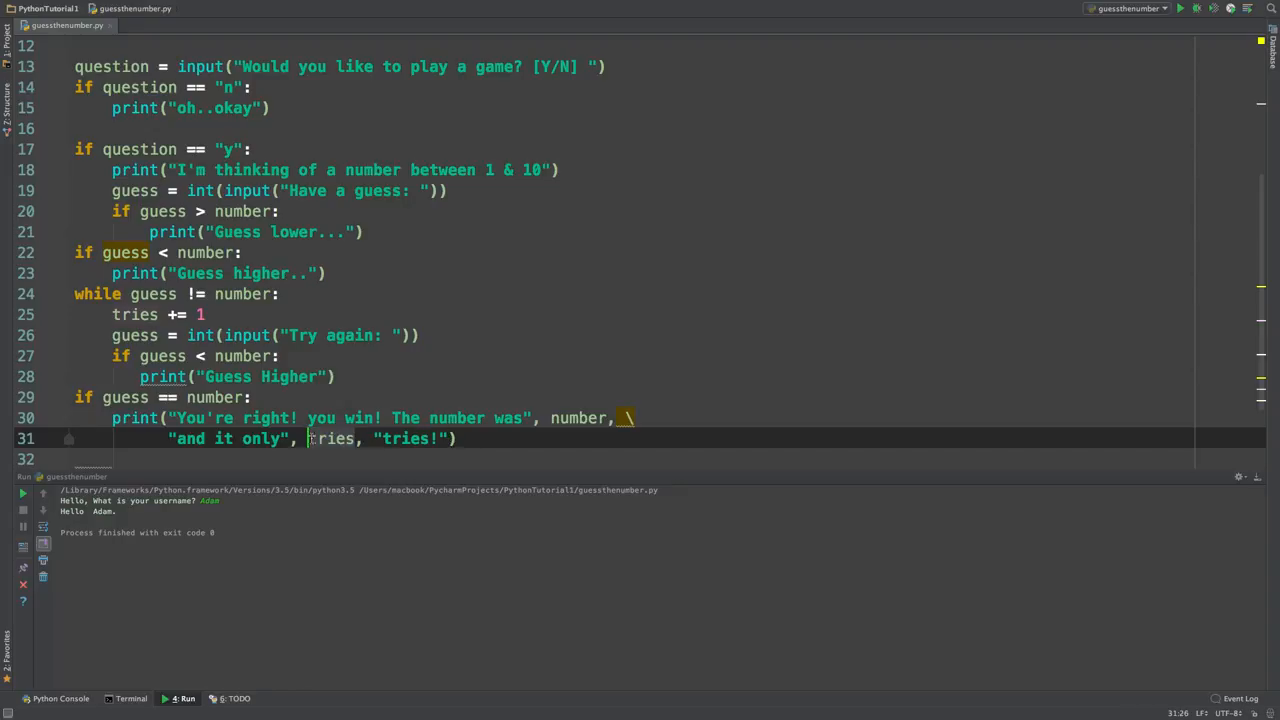 PythonTutorial1 guessthenumber.py guessthenumber
guessthenumber.py
1: Project
Z: Structure
2: Favorites
Database
12
13 question = input("Would you like to play a game? [Y/N] ")
14 if question == "n":
15 print("oh..okay")
16
17 if question == "y":
18 print("I'm thinking of a number between 1 & 10")
19 guess = int(input("Have a guess: "))
20 if guess > number:
21 print("Guess lower...")
22 if guess < number:
23 print("Guess higher..")
24 while guess != number:
25 tries += 1
26 guess = int(input("Try again: "))
27 if guess < number:
28 print("Guess Higher")
29 if guess == number:
30 print("You're right! you win! The number was", number, \
31 "and it only", tries, "tries!")
32
Run guessthenumber
/Library/Frameworks/Python.framework/Versions/3.5/bin/python3.5 /Users/macbook/PycharmProjects/PythonTutorial1/guessthenumber.py
Hello, What is your username? Adam
Hello Adam.
Process finished with exit code 0
Python Console Terminal 4: Run 6: TODO Event Log
31:26 LF÷ UTF-8÷